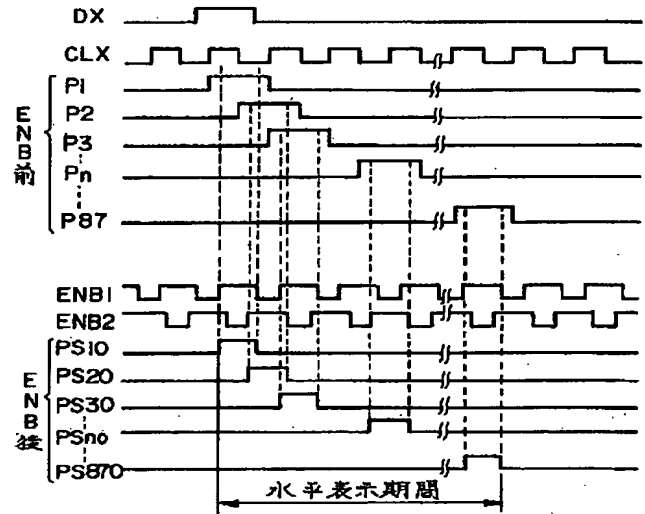 DX
CLX
ENB前
P1
P2
P3
Pn
P87
ENB1
ENB2
ENB後
PS10
PS20
PS30
PSno
PS870
水平表示期間